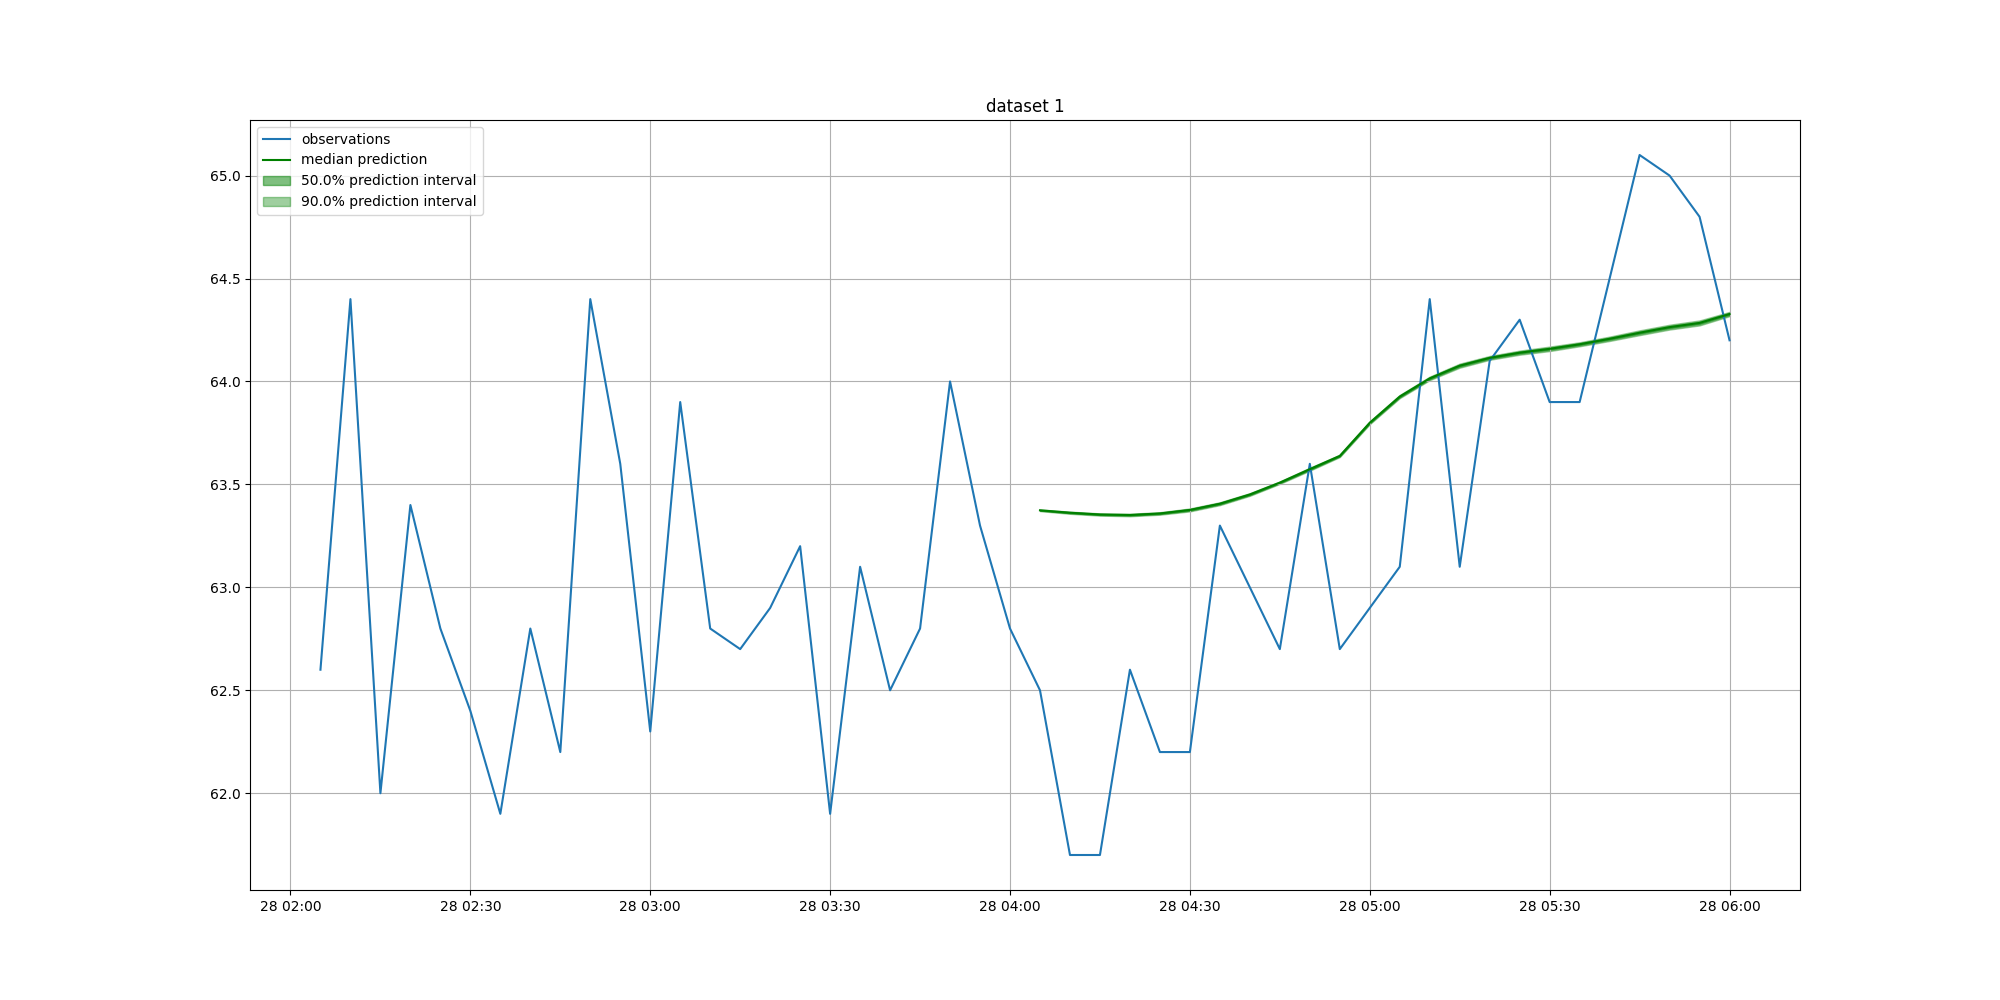 dataset 1
observations
median prediction
50.0% prediction interval
90.0% prediction interval
65.0
64.5
64.0
63.5
63.0
62.5
62.0
28 02:00 28 02:30 28 03:00 28 03:30 28 04:00 28 04:30 28 05:00 28 05:30 28 06:00